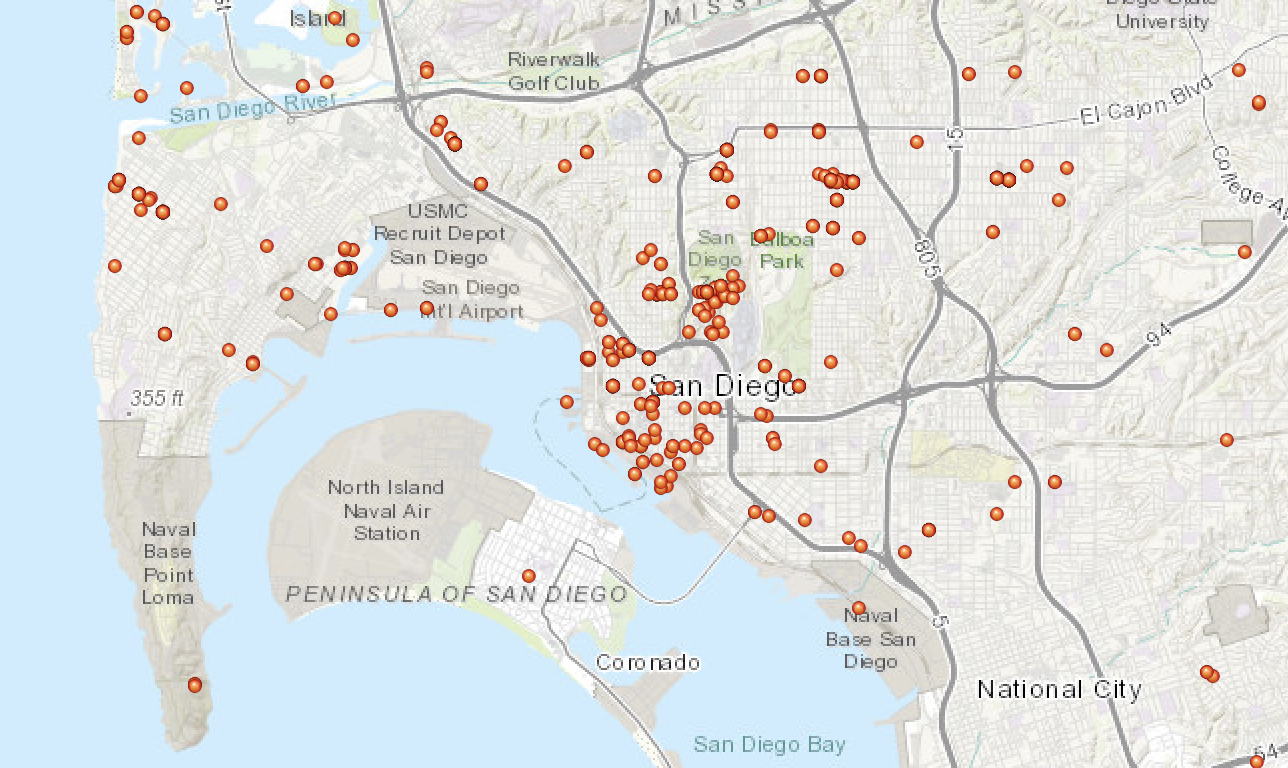 Island
MISSI
Diego State
University
Riverwalk
Golf Club
San Diego River
El Cajon Blvd
15
College Av
USMC
Recruit Depot
San Diego
San
Diego
Balboa
Park
805
San Diego
Int'l Airport
94
San Diego
355 ft
North Island
Naval Air
Station
Naval
Base
Point
Loma
PENINSULA OF SAN DIEGO
Naval
Base San
Diego
5
Coronado
National City
San Diego Bay
54